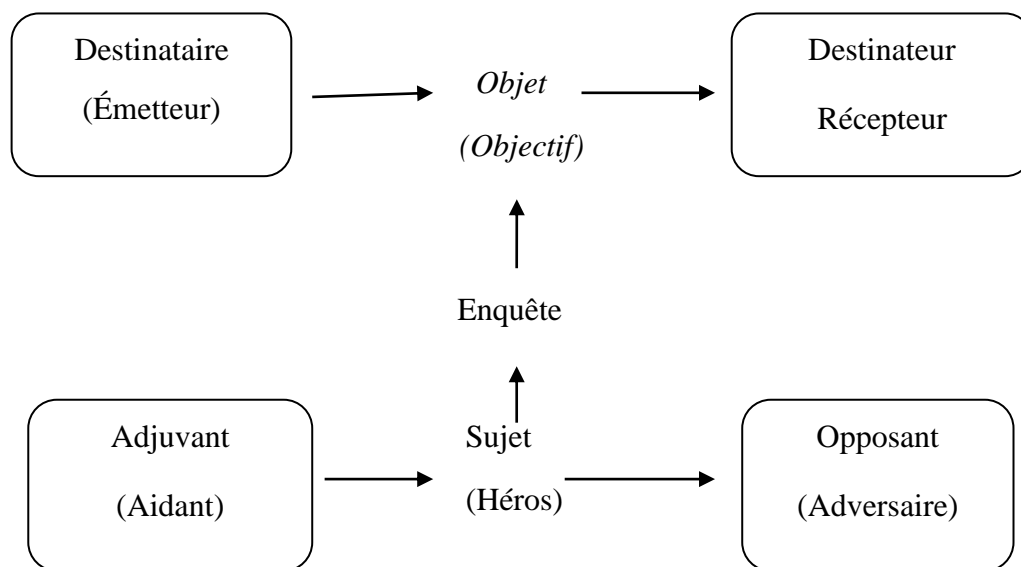 Destinataire
(Émetteur)
Objet
(Objectif)
Destinateur
Récepteur
Enquête
Adjuvant
(Aidant)
Sujet
(Héros)
Opposant
(Adversaire)